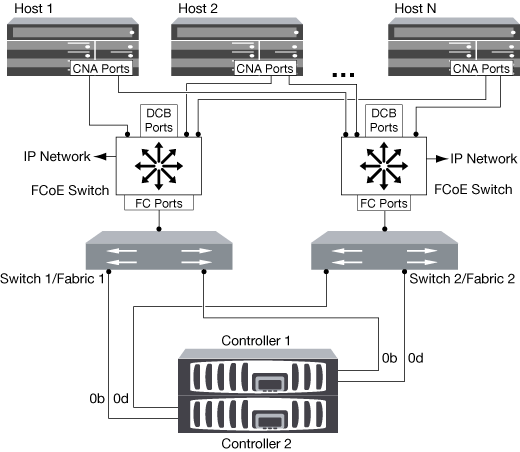 Host 1
Host 2
Host N
CNA Ports
CNA Ports
CNA Ports
...
DCB
Ports
DCB
Ports
IP Network
IP Network
FCoE Switch
FCoE Switch
FC Ports
FC Ports
Switch 1/Fabric 1
Switch 2/Fabric 2
Controller 1
0b
0d
0b
0d
Controller 2